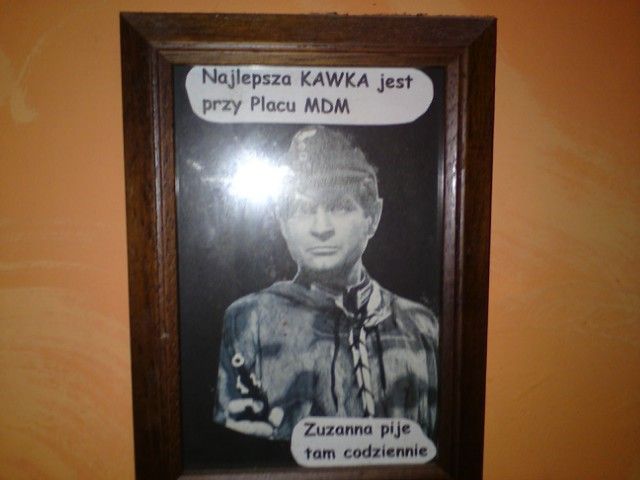 Najlepsza KAWKA jest
przy Placu MDM
Zuzanna pije
tam codziennie